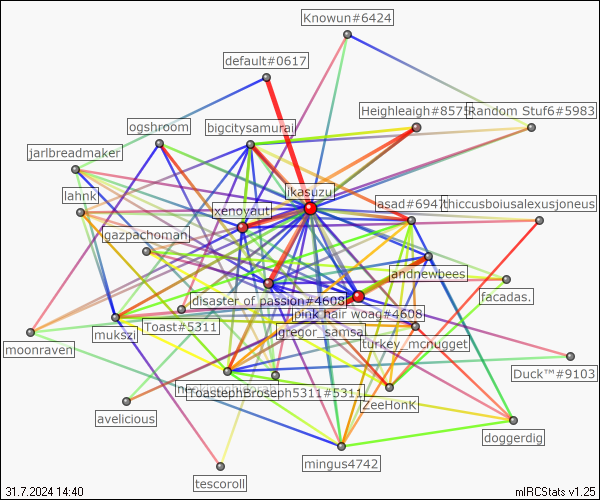 Knowun#6424
default#0617
Heighleaigh#8575
Random Stuf6#5983
ogshroom
bigcitysamurai
jarlbreadmaker
ikasuzu
lahnk
xenoyaut
asad#6947
thiccusboiusalexusjoneus
gazpachoman
andnewbees
disaster of passion#4608
facadas.
pink hair woag#4608
mukszi
Toast#5311
gregor_samsa
turkey_mcnugget
moonraven
Duck™#9103
ToastephBroseph5311#5311
avelicious
ZeeHonK
doggerdig
mingus4742
tescoroll
31.7.2024 14:40
mIRCStats v1.25